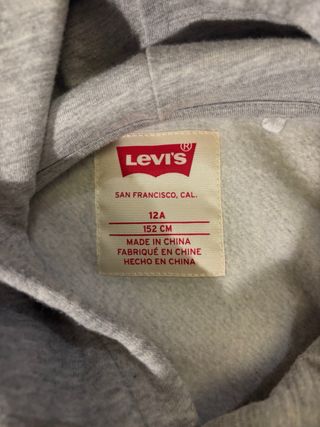 LEVI'S®
SAN FRANCISCO, CAL.
12A
152 CM
MADE IN CHINA
FABRIQUÉ EN CHINE
HECHO EN CHINA